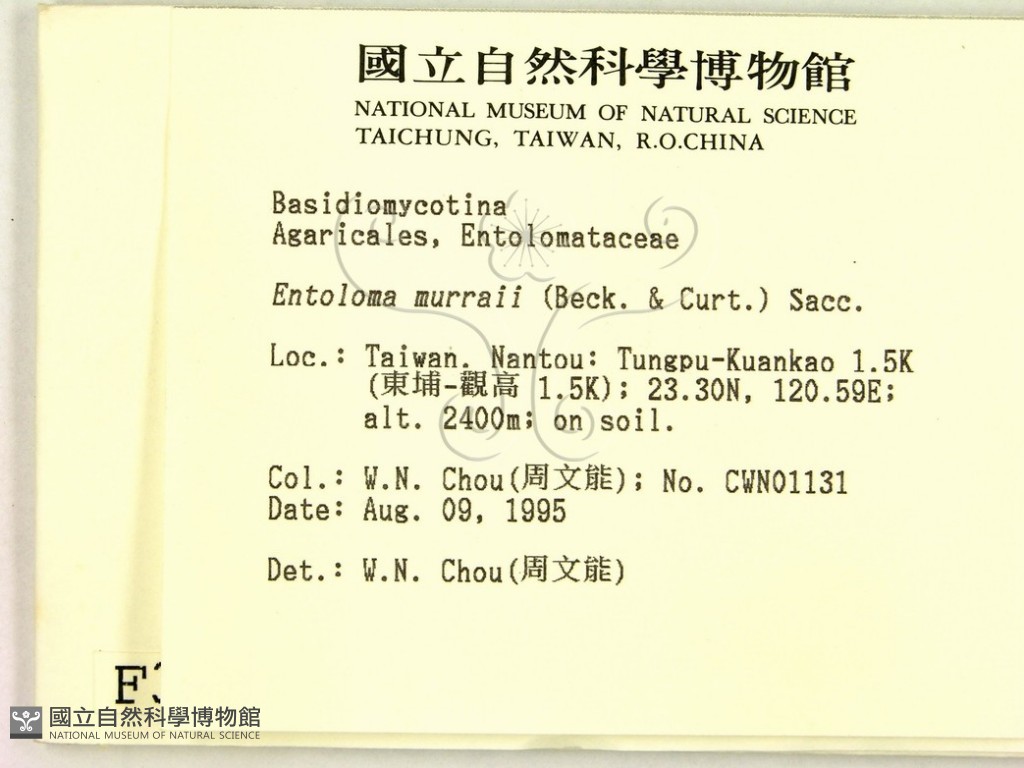 國立自然科學博物館
NATIONAL MUSEUM OF NATURAL SCIENCE
TAICHUNG, TAIWAN, R.O.CHINA
Basidiomycotina
Agaricales, Entolomataceae
Entoloma murraii (Beck. & Curt.) Sacc.
Loc.: Taiwan. Nantou: Tungpu-Kuankao 1.5K
(東埔-觀高 1.5K); 23.30N, 120.59E;
alt. 2400m; on soil.
Col.: W.N. Chou(周文能); No. CWN01131
Date: Aug. 09, 1995
Det.: W.N. Chou(周文能)
國立自然科學博物館
NATIONAL MUSEUM OF NATURAL SCIENCE